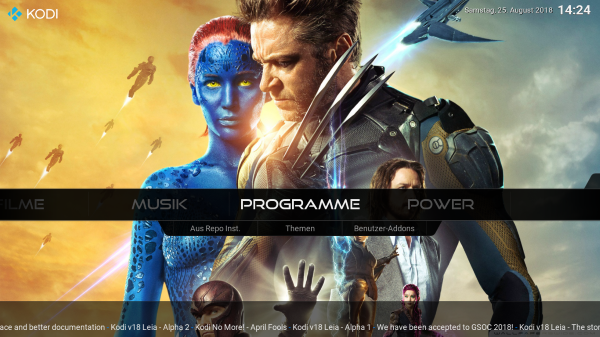 KODI
Samstag, 25. August 2018 14:24
FILME MUSIK PROGRAMME POWER
Aus Repo Inst. Themen Benutzer-Addons
ace and better documentation · Kodi v18 Leia - Alpha 2 · Kodi No More! - April Fools · Kodi v18 Leia - Alpha 1 · We have been accepted to GSOC 2018! · Kodi v18 Leia - The stor